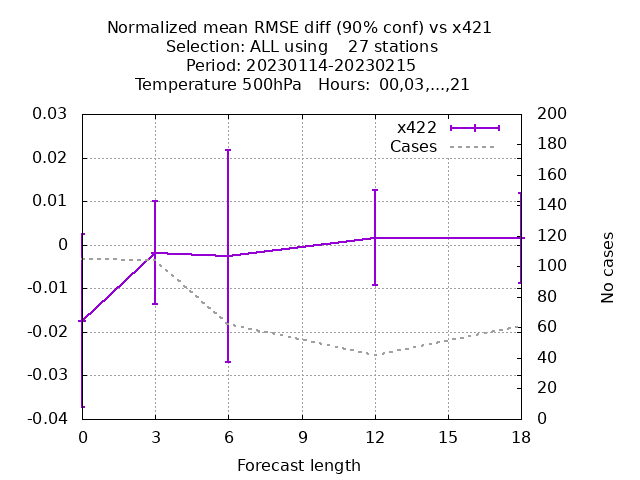 Normalized mean RMSE diff (90% conf) vs x421
Selection: ALL using    27 stations
Period: 20230114-20230215
Temperature 500hPa   Hours:  00,03,...,21
x422
Cases
0.03
0.02
0.01
0
-0.01
-0.02
-0.03
-0.04
200
180
160
140
120
100
80
60
40
20
0
No cases
0 3 6 9 12 15 18
Forecast length